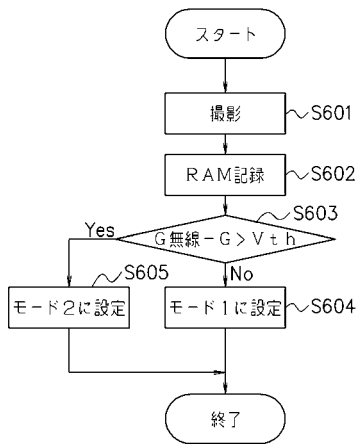 スタート
撮影
S601
RAM記録
S602
S603
G無線-G>Vth
Yes
No
S605
モード2に設定
モード1に設定
S604
終了